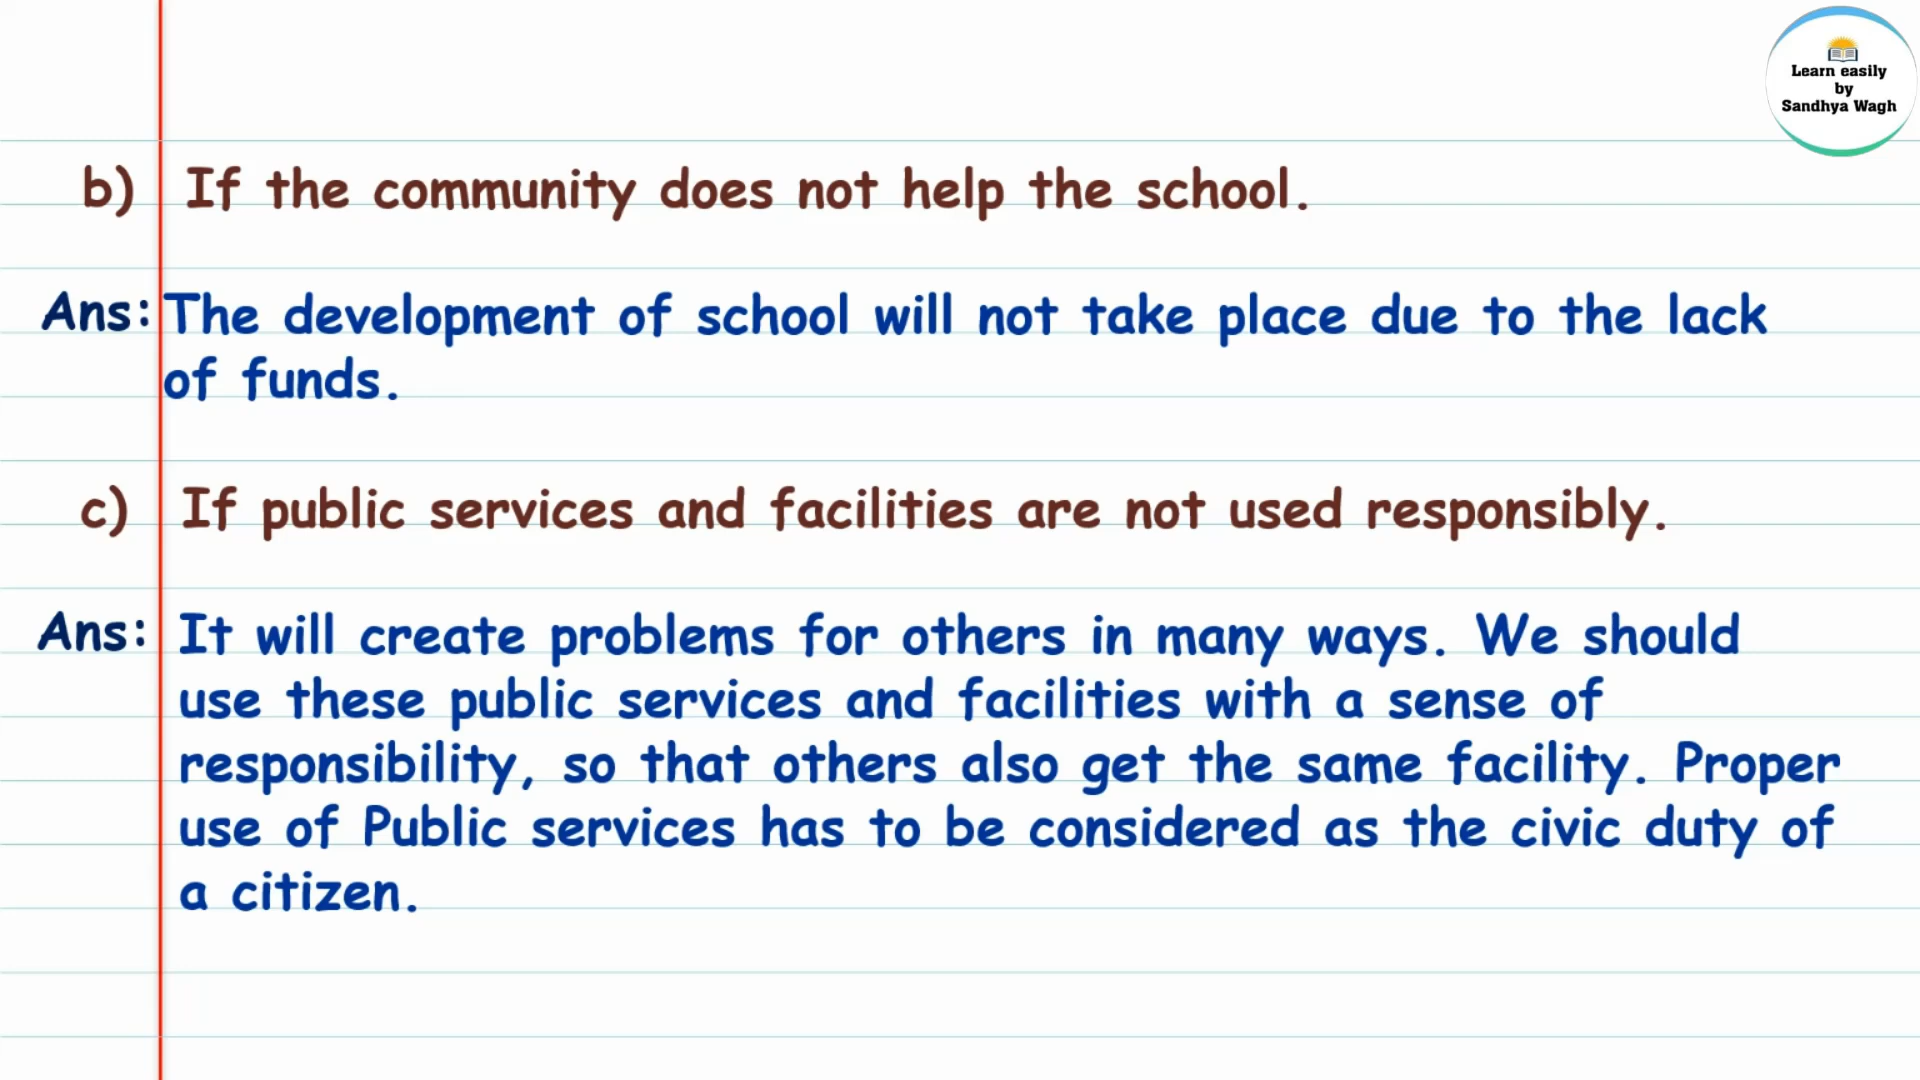 Learn easily
by
Sandhya Wagh
b) If the community does not help the school.
Ans: The development of school will not take place due to the lack
of funds.
c) If public services and facilities are not used responsibly.
Ans: It will create problems for others in many ways. We should
use these public services and facilities with a sense of
responsibility, so that others also get the same facility. Proper
use of Public services has to be considered as the civic duty of
a citizen.